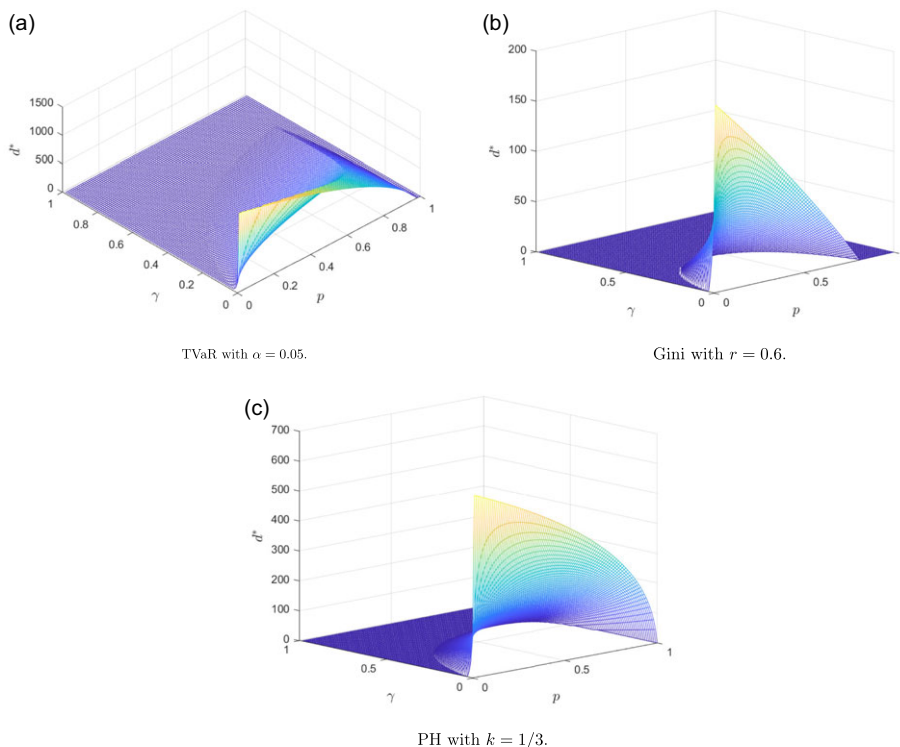 (a)
1500
1000
500
0
d*
1
0.8
0.6
0.4
0.2
0
γ
0
0.2
0.4
0.6
0.8
1
p
TVaR with α = 0.05.
(b)
200
150
100
50
0
d*
1
0.5
0
γ
0
0.5
p
Gini with r = 0.6.
(c)
700
600
500
400
300
200
100
0
d*
1
0.5
0
γ
0
0.5
1
p
PH with k = 1/3.